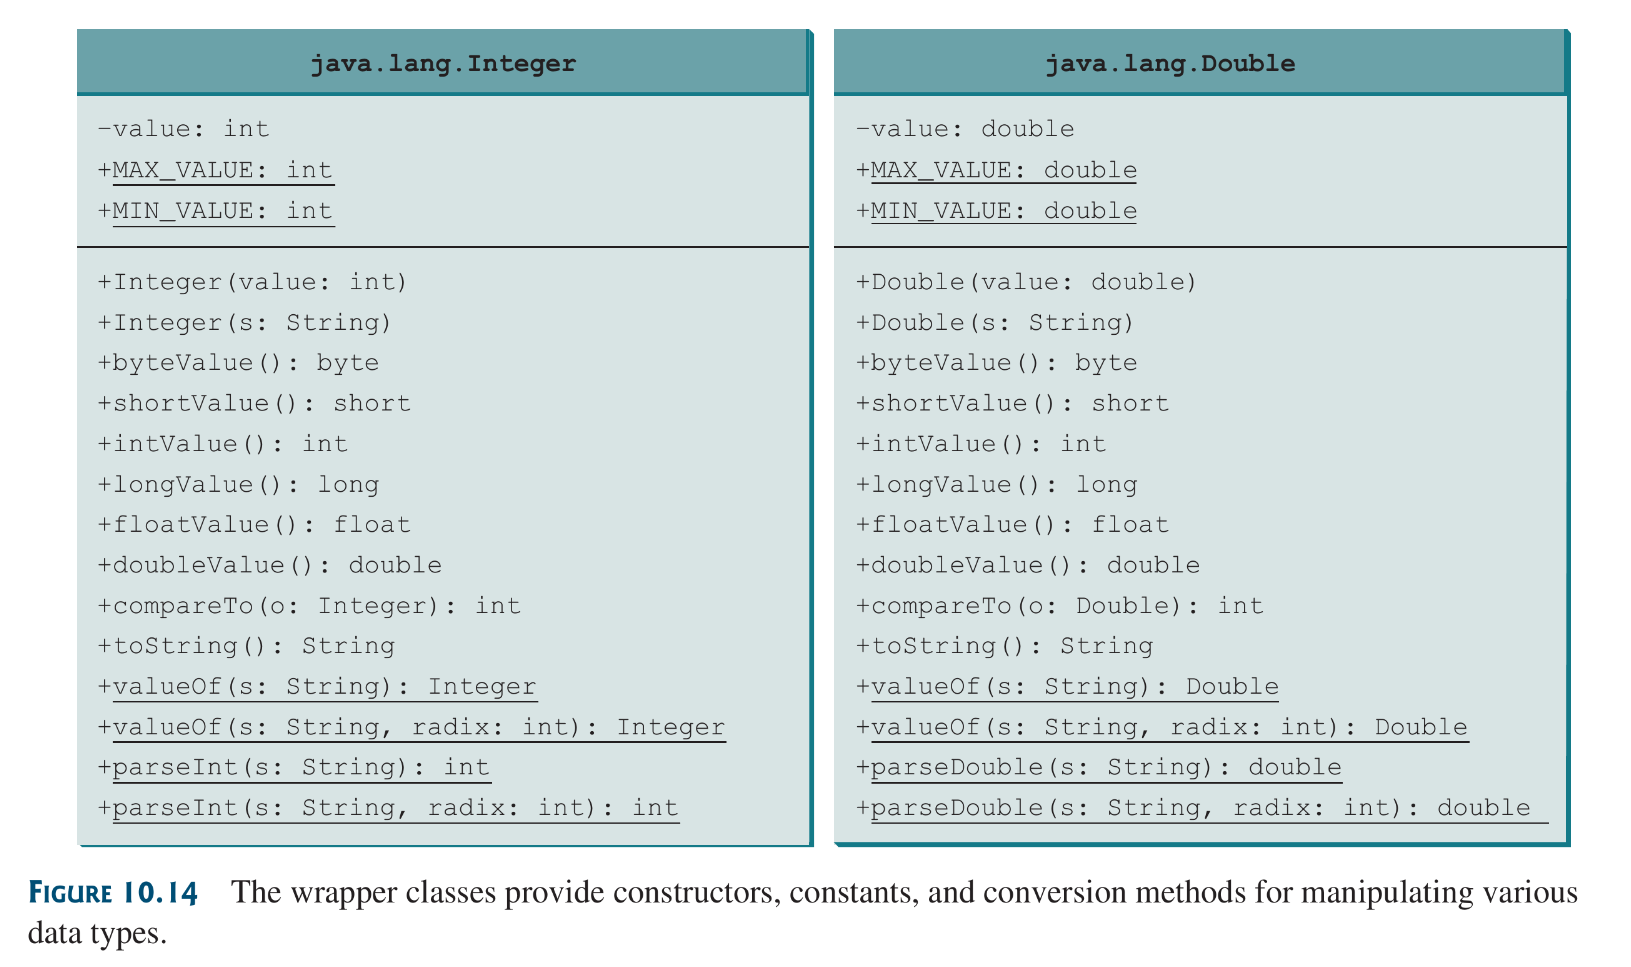 java.lang.Integer
-value: int
+MAX_VALUE: int
+MIN_VALUE: int
+Integer(value: int)
+Integer(s: String)
+byteValue(): byte
+shortValue(): short
+intValue(): int
+longValue(): long
+floatValue(): float
+doubleValue(): double
+compareTo(o: Integer): int
+toString(): String
+valueOf(s: String): Integer
+valueOf(s: String, radix: int): Integer
+parseInt(s: String): int
+parseInt(s: String, radix: int): int
java.lang.Double
-value: double
+MAX_VALUE: double
+MIN_VALUE: double
+Double(value: double)
+Double(s: String)
+byteValue(): byte
+shortValue(): short
+intValue(): int
+longValue(): long
+floatValue(): float
+doubleValue(): double
+compareTo(o: Double): int
+toString(): String
+valueOf(s: String): Double
+valueOf(s: String, radix: int): Double
+parseDouble(s: String): double
+parseDouble(s: String, radix: int): double
FIGURE 10.14 The wrapper classes provide constructors, constants, and conversion methods for manipulating various
data types.